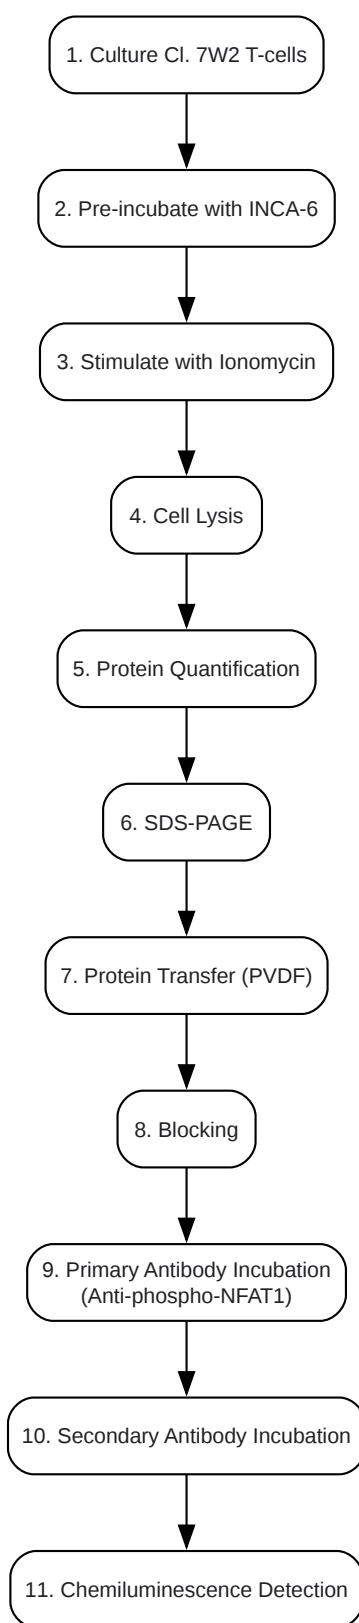 1. Culture Cl. 7W2 T-cells
2. Pre-incubate with INCA-6
3. Stimulate with Ionomycin
4. Cell Lysis
5. Protein Quantification
6. SDS-PAGE
7. Protein Transfer (PVDF)
8. Blocking
9. Primary Antibody Incubation
(Anti-phospho-NFAT1)
10. Secondary Antibody Incubation
11. Chemiluminescence Detection